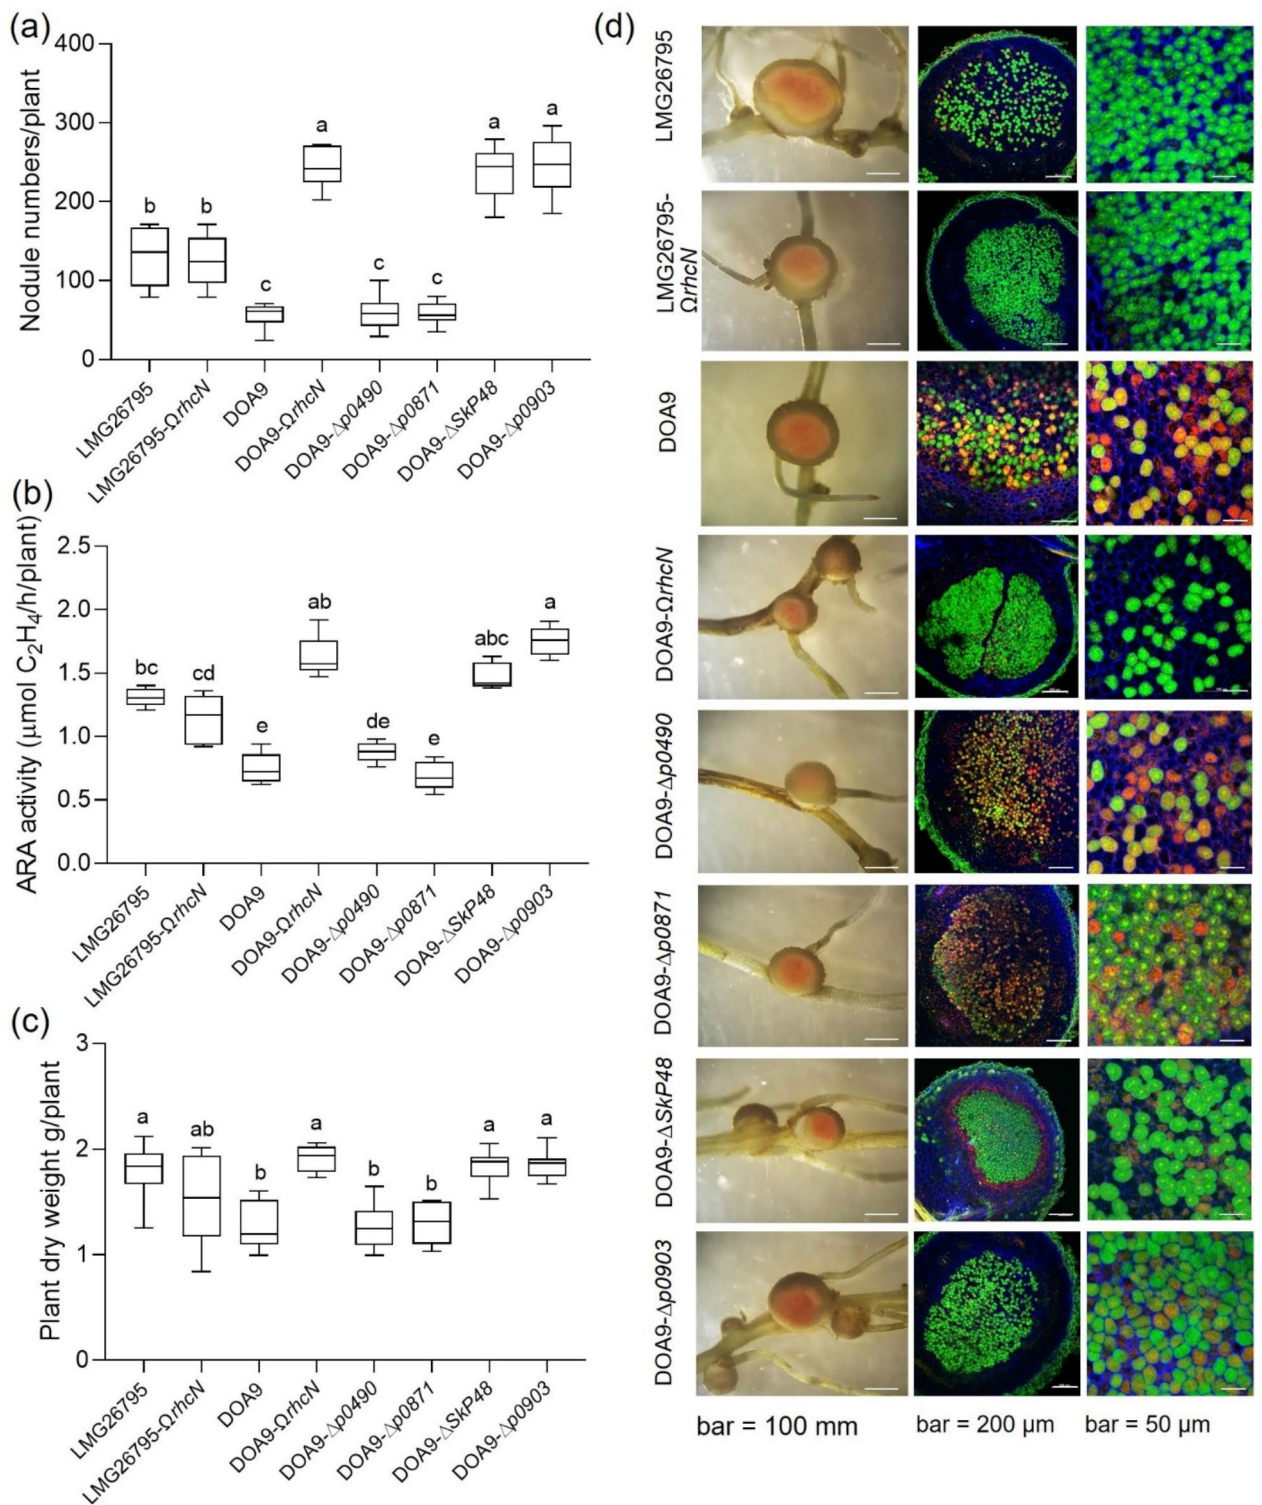 (a)
Nodule numbers/plant
400
300
200
100
0
b
b
c
a
c
c
a
a
LMG26795
LMG26795-ΩrhcN
DOA9
DOA9-ΩrhcN
DOA9-Δp0490
DOA9-Δp0871
DOA9-ΔSkP48
DOA9-Δp0903
(b)
ARA activity (μmol C₂H₄/h/plant)
2.5
2.0
1.5
1.0
0.5
0.0
bc
cd
e
ab
de
e
abc
a
LMG26795
LMG26795-ΩrhcN
DOA9
DOA9-ΩrhcN
DOA9-Δp0490
DOA9-Δp0871
DOA9-ΔSkP48
DOA9-Δp0903
(c)
Plant dry weight g/plant
3
2
1
0
a
ab
b
a
b
b
a
a
LMG26795
LMG26795-ΩrhcN
DOA9
DOA9-ΩrhcN
DOA9-Δp0490
DOA9-Δp0871
DOA9-ΔSkP48
DOA9-Δp0903
(d)
LMG26795
LMG26795-
ΩrhcN
DOA9
DOA9-ΩrhcN
DOA9-Δp0490
DOA9-Δp0871
DOA9-ΔSkP48
DOA9-Δp0903
bar = 100 mm
bar = 200 μm
bar = 50 μm